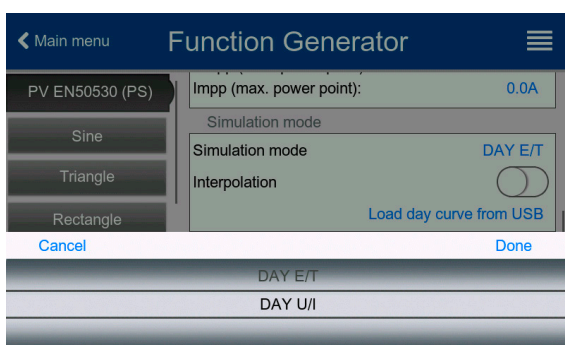 Main menu
Function Generator
PV EN50530 (PS)
Impp (max. power point):
0.0A
Sine
Simulation mode
Simulation mode
DAY E/T
Triangle
Interpolation
Rectangle
Load day curve from USB
Cancel
Done
DAY E/T
DAY U/I